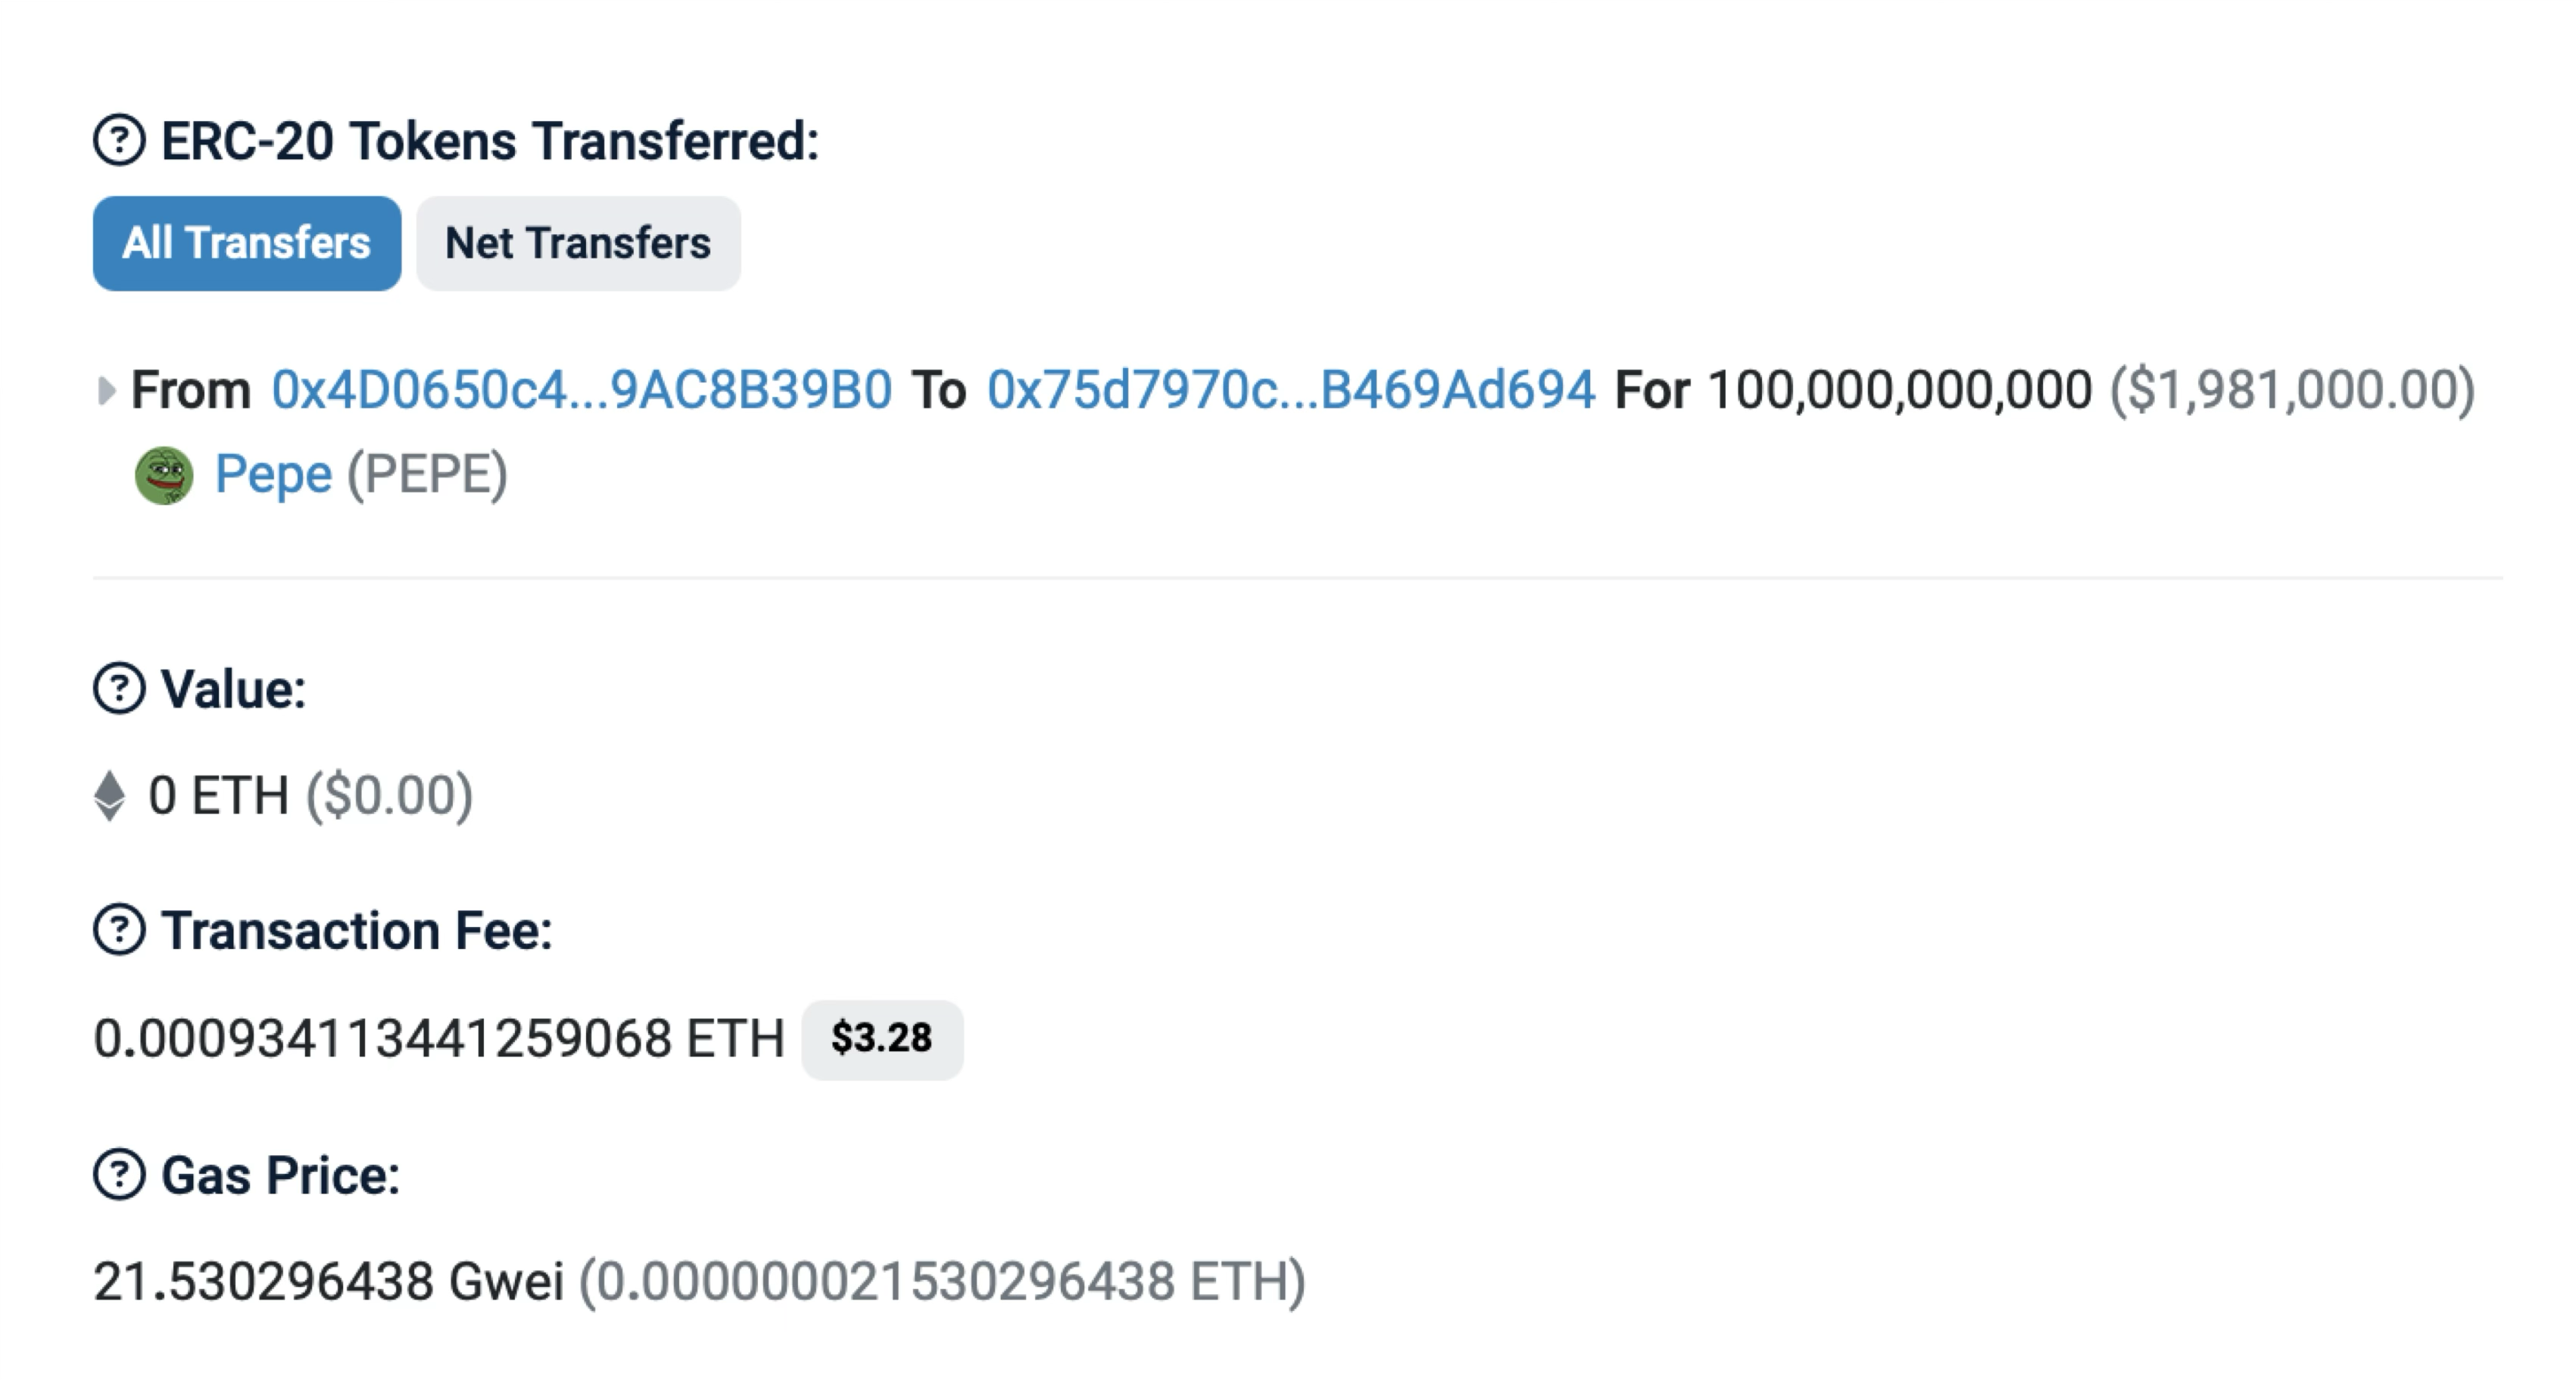 ERC-20 Tokens Transferred:
All Transfers Net Transfers
From 0x4D0650c4...9AC8B39B0 To 0x75d7970c...B469Ad694 For 100,000,000,000 ($1,981,000.00)
Pepe (PEPE)
Value:
0 ETH ($0.00)
Transaction Fee:
0.000934113441259068 ETH $3.28
Gas Price:
21.530296438 Gwei (0.000000021530296438 ETH)